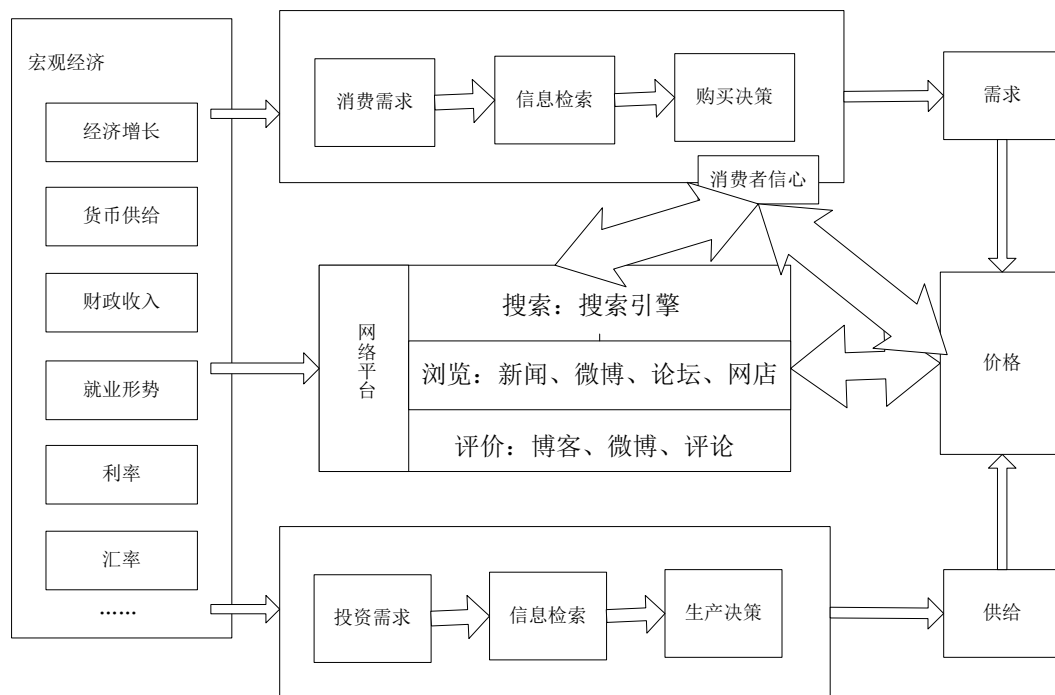 宏观经济
经济增长
货币供给
财政收入
就业形势
利率
汇率
……
消费需求
信息检索
购买决策
消费者信心
网络平台
搜索：搜索引擎
浏览：新闻、微博、论坛、网店
评价：博客、微博、评论
投资需求
信息检索
生产决策
需求
价格
供给